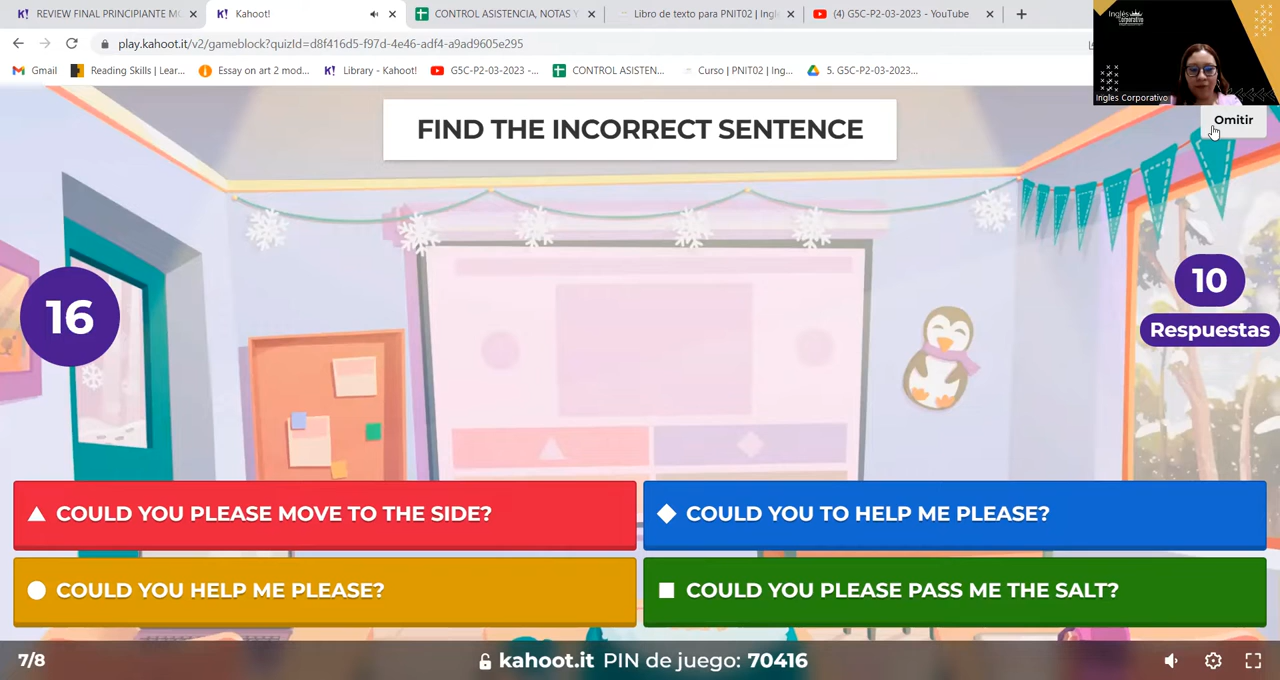 REVIEW FINAL PRINCIPIANTE M
Kahoot!
CONTROL ASISTENCIA, NOTAS Y
Libro de texto para PNIT02 | Ingl
(4) G5C-P2-03-2023 - YouTube
play.kahoot.it/v2/gameblock?quizId=d8f416d5-f97d-4e46-adf4-a9ad9605e295
Gmail
Reading Skills | Lear...
Essay on art 2 mod...
Library - Kahoot!
G5C-P2-03-2023 -...
CONTROL ASISTEN...
Curso | PNIT02 | Ing...
5. G5C-P2-03-2023...
Inglés
Corporativo
Ingles Corporativo
Omitir
FIND THE INCORRECT SENTENCE
16
10
Respuestas
COULD YOU PLEASE MOVE TO THE SIDE?
COULD YOU TO HELP ME PLEASE?
COULD YOU HELP ME PLEASE?
COULD YOU PLEASE PASS ME THE SALT?
7/8
kahoot.it PIN de juego: 70416